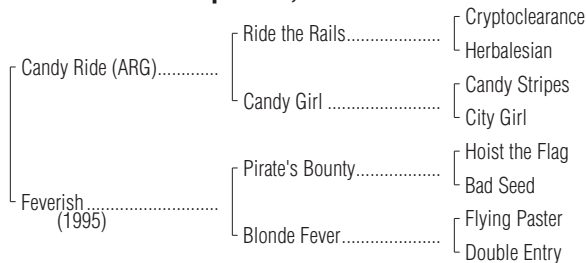 Cryptoclearance
Ride the Rails
Herbalesian
Candy Ride (ARG)
Candy Stripes
Candy Girl
City Girl
Hoist the Flag
Pirate's Bounty
Bad Seed
Feverish
(1995)
Flying Paster
Blonde Fever
Double Entry